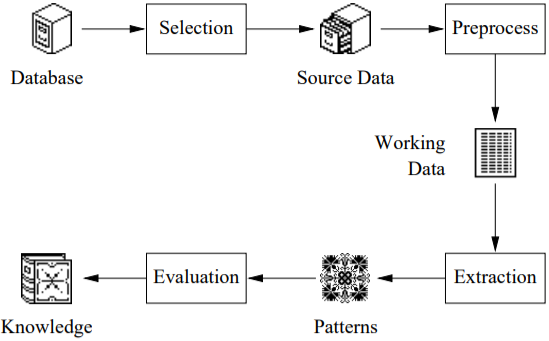 Selection
Preprocess
Database
Source Data
Working
Data
Evaluation
Extraction
Knowledge
Patterns